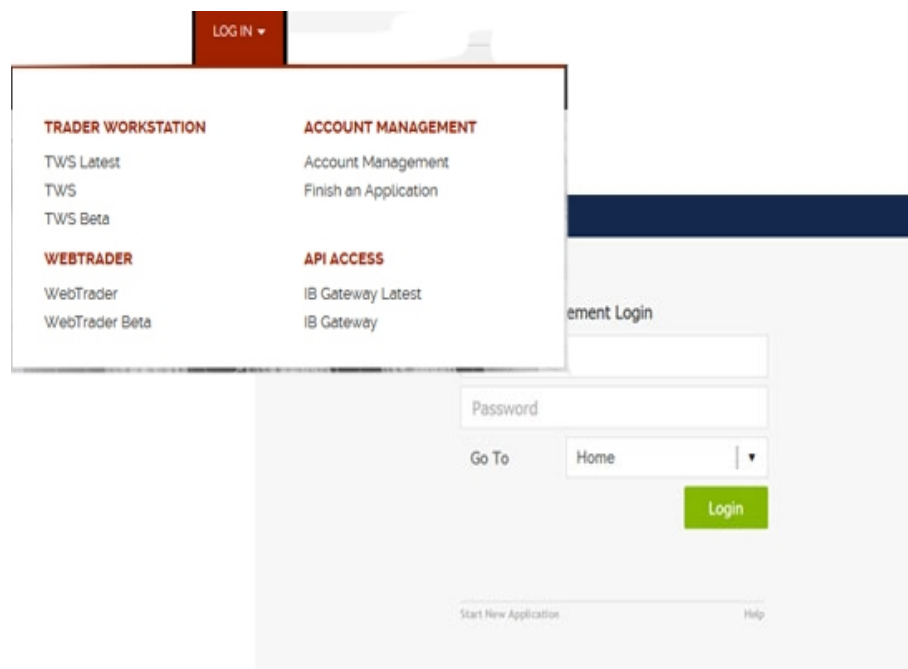 LOG IN
TRADER WORKSTATION
TWS Latest
TWS
TWS Beta
ACCOUNT MANAGEMENT
Account Management
Finish an Application
WEBTRADER
WebTrader
WebTrader Beta
API ACCESS
IB Gateway Latest
IB Gateway
ement Login
Password
Go To Home
Login
Start New Application Help